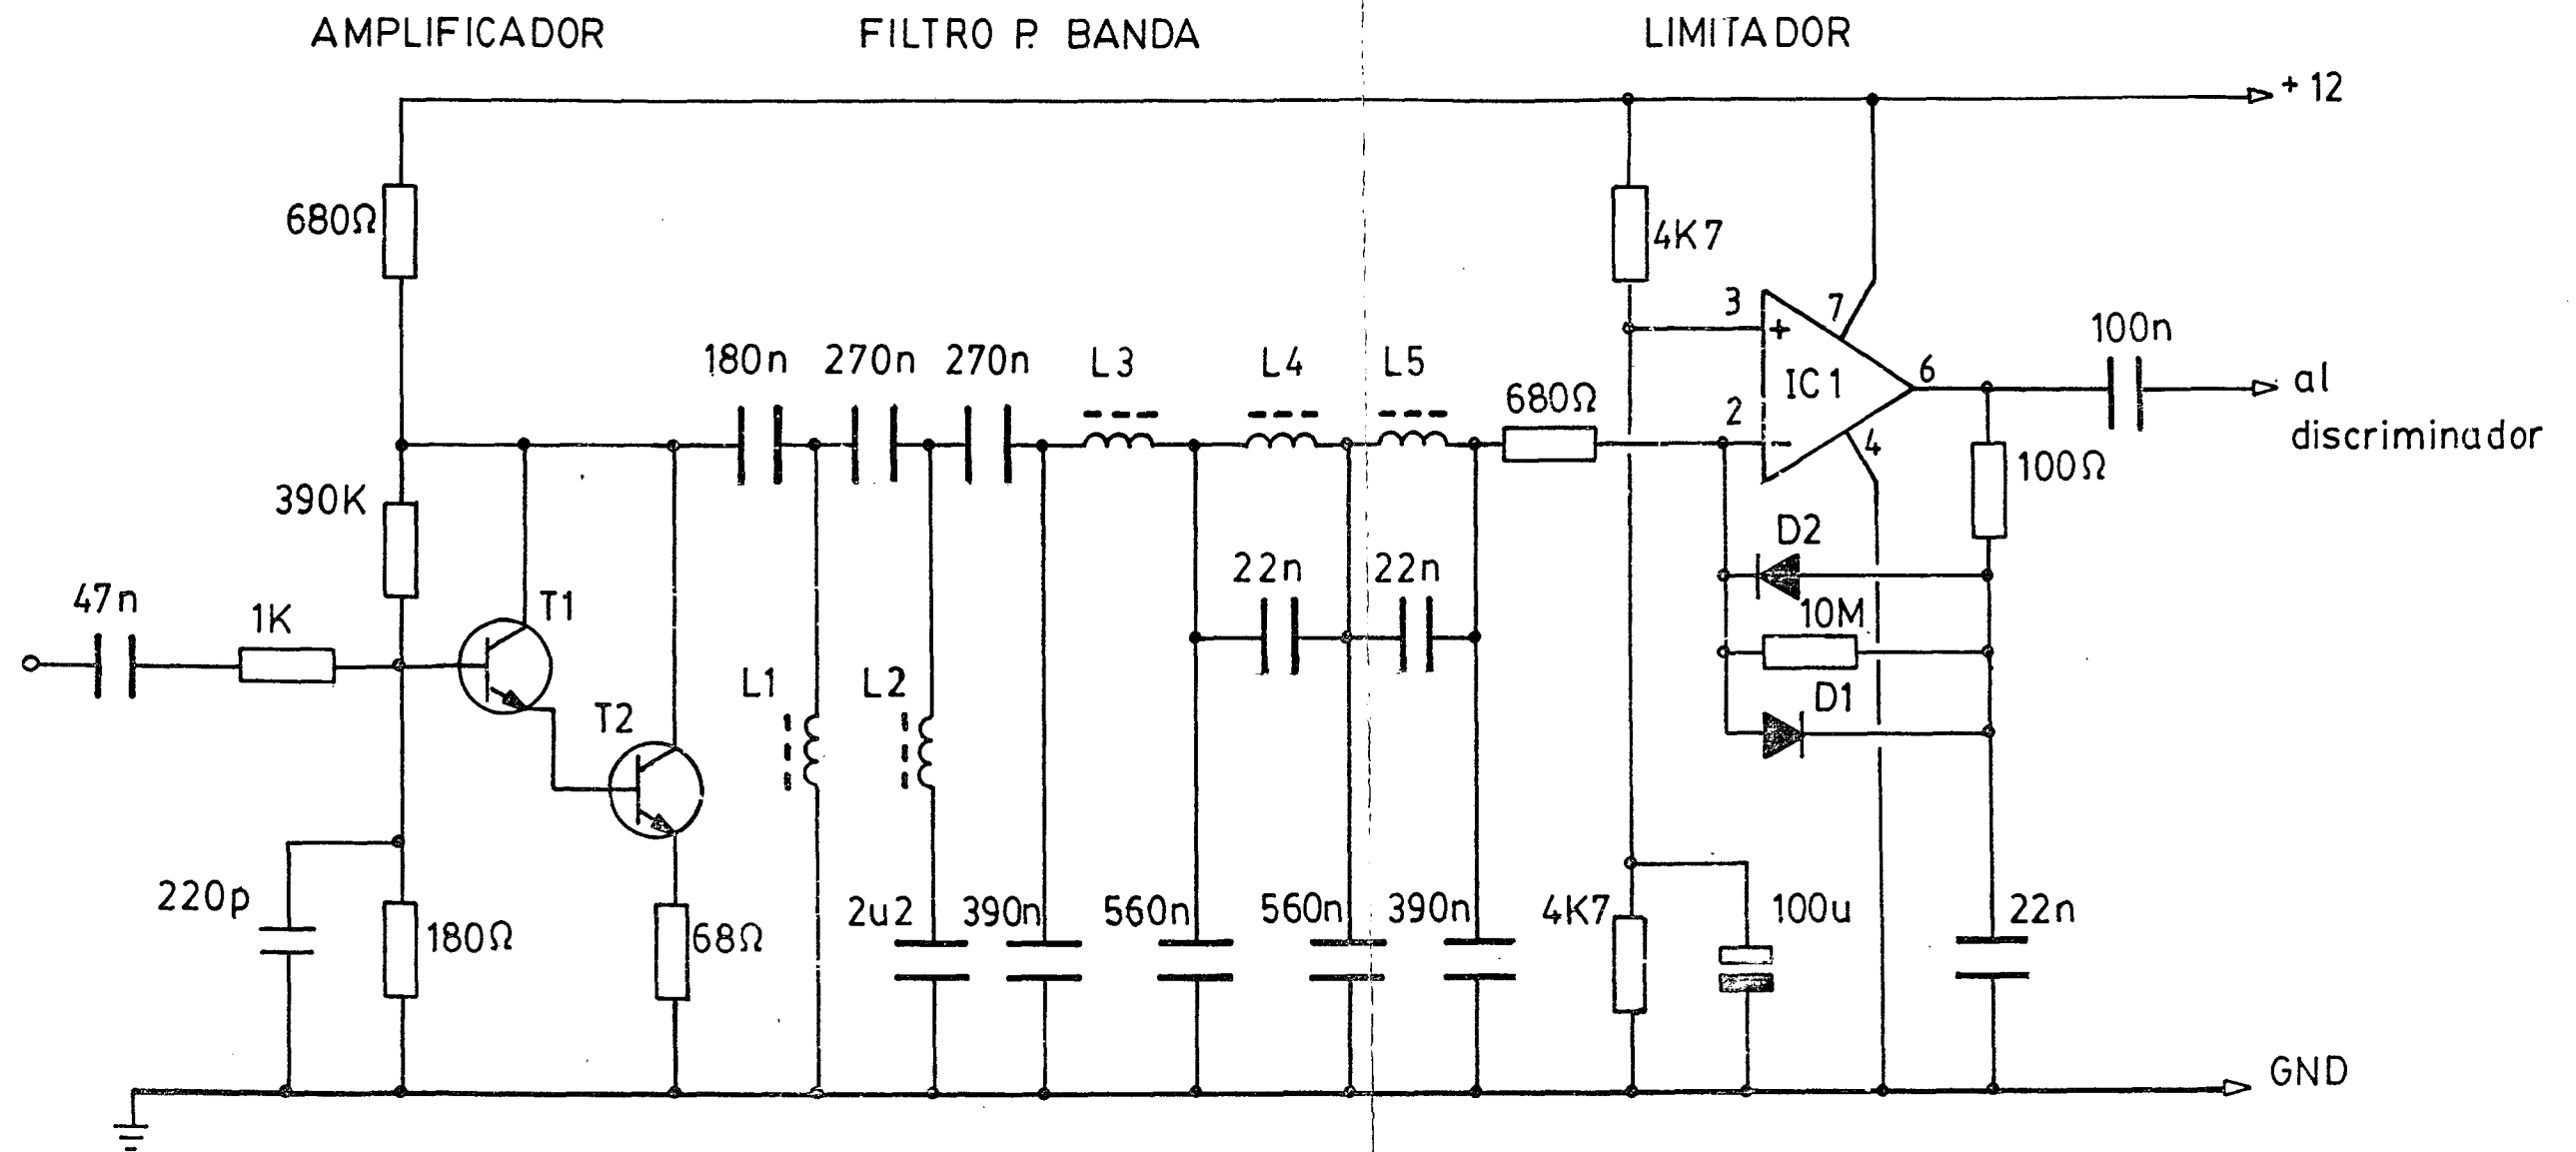 AMPLIFICADOR
FILTRO P. BANDA
LIMITADOR
+ 12
680Ω
4K7
3
+
7
IC1
6
100n
al
discriminador
180n
270n
270n
L3
L4
L5
680Ω
2
-
4
100Ω
390K
D2
47n
1K
T1
22n
22n
10M
L1
L2
D1
T2
220p
180Ω
68Ω
2u2
390n
560n
560n
390n
4K7
100u
22n
GND